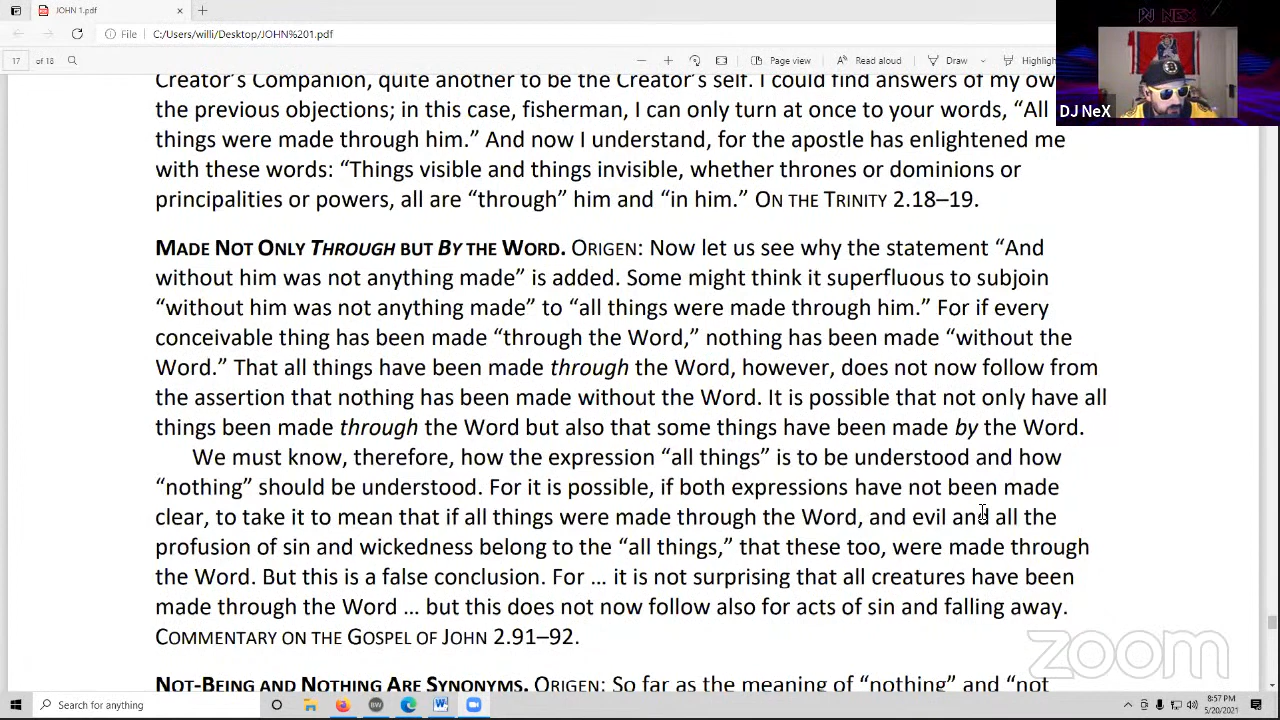 JOHN 1.pdf
File
C:/Users/willi/Desktop/JOHN%201.pdf
17 of 18
Page view
Read aloud
Draw
Highlight
DJ NEX
DJ NeX
Creator's Companion, quite another to be the Creator's self. I could find answers of my ow
the previous objections; in this case, fisherman, I can only turn at once to your words, “All
things were made through him.” And now I understand, for the apostle has enlightened me
with these words: “Things visible and things invisible, whether thrones or dominions or
principalities or powers, all are “through” him and “in him.” ON THE TRINITY 2.18–19.
MADE NOT ONLY THROUGH BUT BY THE WORD. ORIGEN: Now let us see why the statement “And
without him was not anything made” is added. Some might think it superfluous to subjoin
“without him was not anything made” to “all things were made through him.” For if every
conceivable thing has been made “through the Word,” nothing has been made “without the
Word.” That all things have been made through the Word, however, does not now follow from
the assertion that nothing has been made without the Word. It is possible that not only have all
things been made through the Word but also that some things have been made by the Word.
We must know, therefore, how the expression “all things” is to be understood and how
“nothing” should be understood. For it is possible, if both expressions have not been made
clear, to take it to mean that if all things were made through the Word, and evil and all the
profusion of sin and wickedness belong to the “all things,” that these too, were made through
the Word. But this is a false conclusion. For … it is not surprising that all creatures have been
made through the Word … but this does not now follow also for acts of sin and falling away.
COMMENTARY ON THE GOSPEL OF JOHN 2.91–92.
zoom
NOT-BEING AND NOTHING ARE SYNONYMS. ORIGEN: So far as the meaning of “nothing” and “not
Search for anything
8:57 PM
5/20/2021